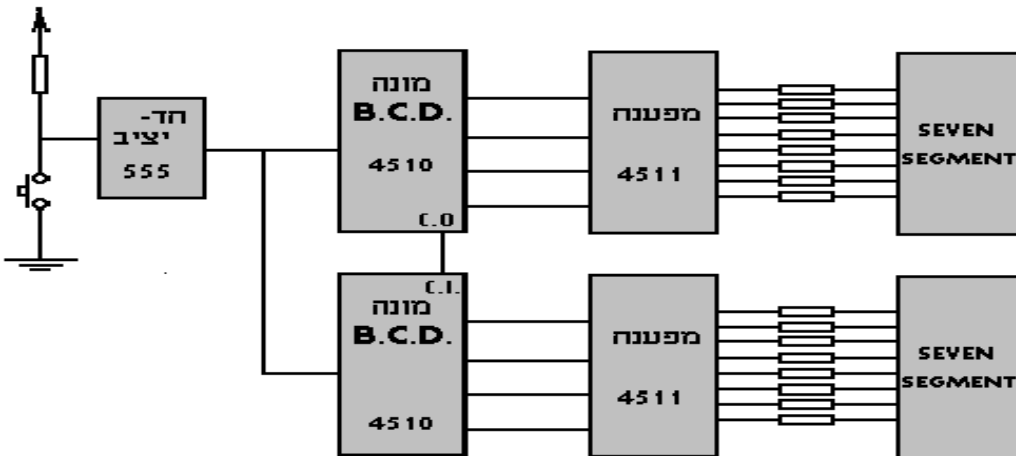 חד-
יציב
555
מונה
B.C.D.
4510
C.O
מפענח
4511
SEVEN
SEGMENT
C.I.
מונה
B.C.D.
4510
מפענח
4511
SEVEN
SEGMENT